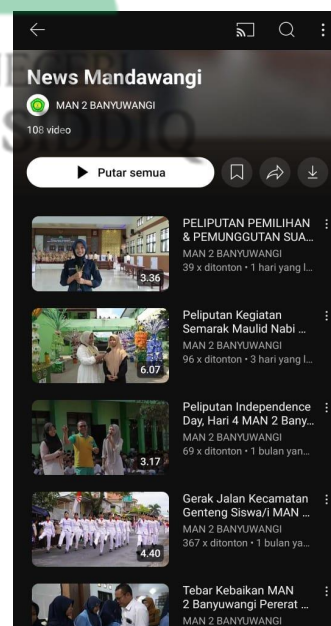 News Mandawangi
MAN 2 BANYUWANGI
108 video
Putar semua
PELIPUTAN PEMILIHAN
& PEMUNGGUTAN SUA...
MAN 2 BANYUWANGI
39 x ditonton • 1 hari yang l...
3.36
Peliputan Kegiatan
Semarak Maulid Nabi ...
MAN 2 BANYUWANGI
96 x ditonton • 3 hari yang l...
6.07
Peliputan Independence
Day, Hari 4 MAN 2 Bany...
MAN 2 BANYUWANGI
69 x ditonton • 1 bulan yan...
3.17
Gerak Jalan Kecamatan
Genteng Siswa/i MAN ...
MAN 2 BANYUWANGI
367 x ditonton • 1 bulan ya...
4.40
Tebar Kebaikan MAN
2 Banyuwangi Pererat ...
MAN 2 BANYUWANGI